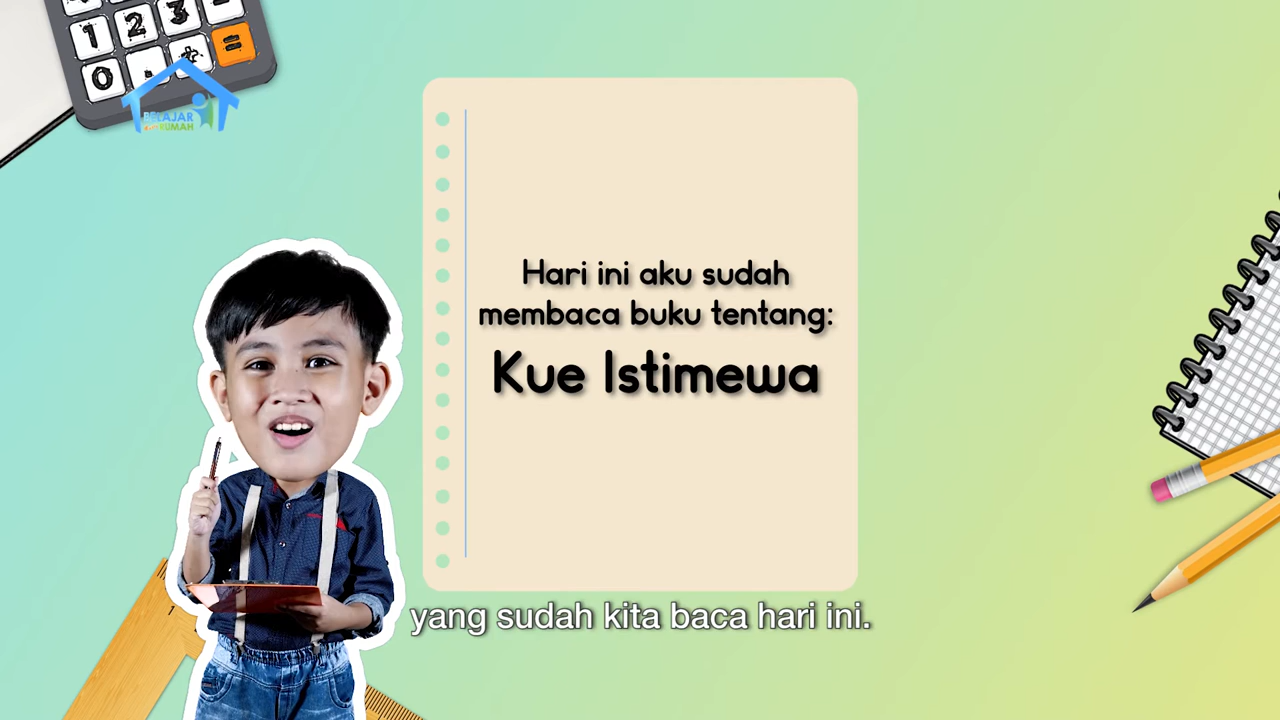 1 2 3
0 . ÷ =
BELAJAR
RUMAH
Hari ini aku sudah
membaca buku tentang:
Kue Istimewa
yang sudah kita baca hari ini.
1